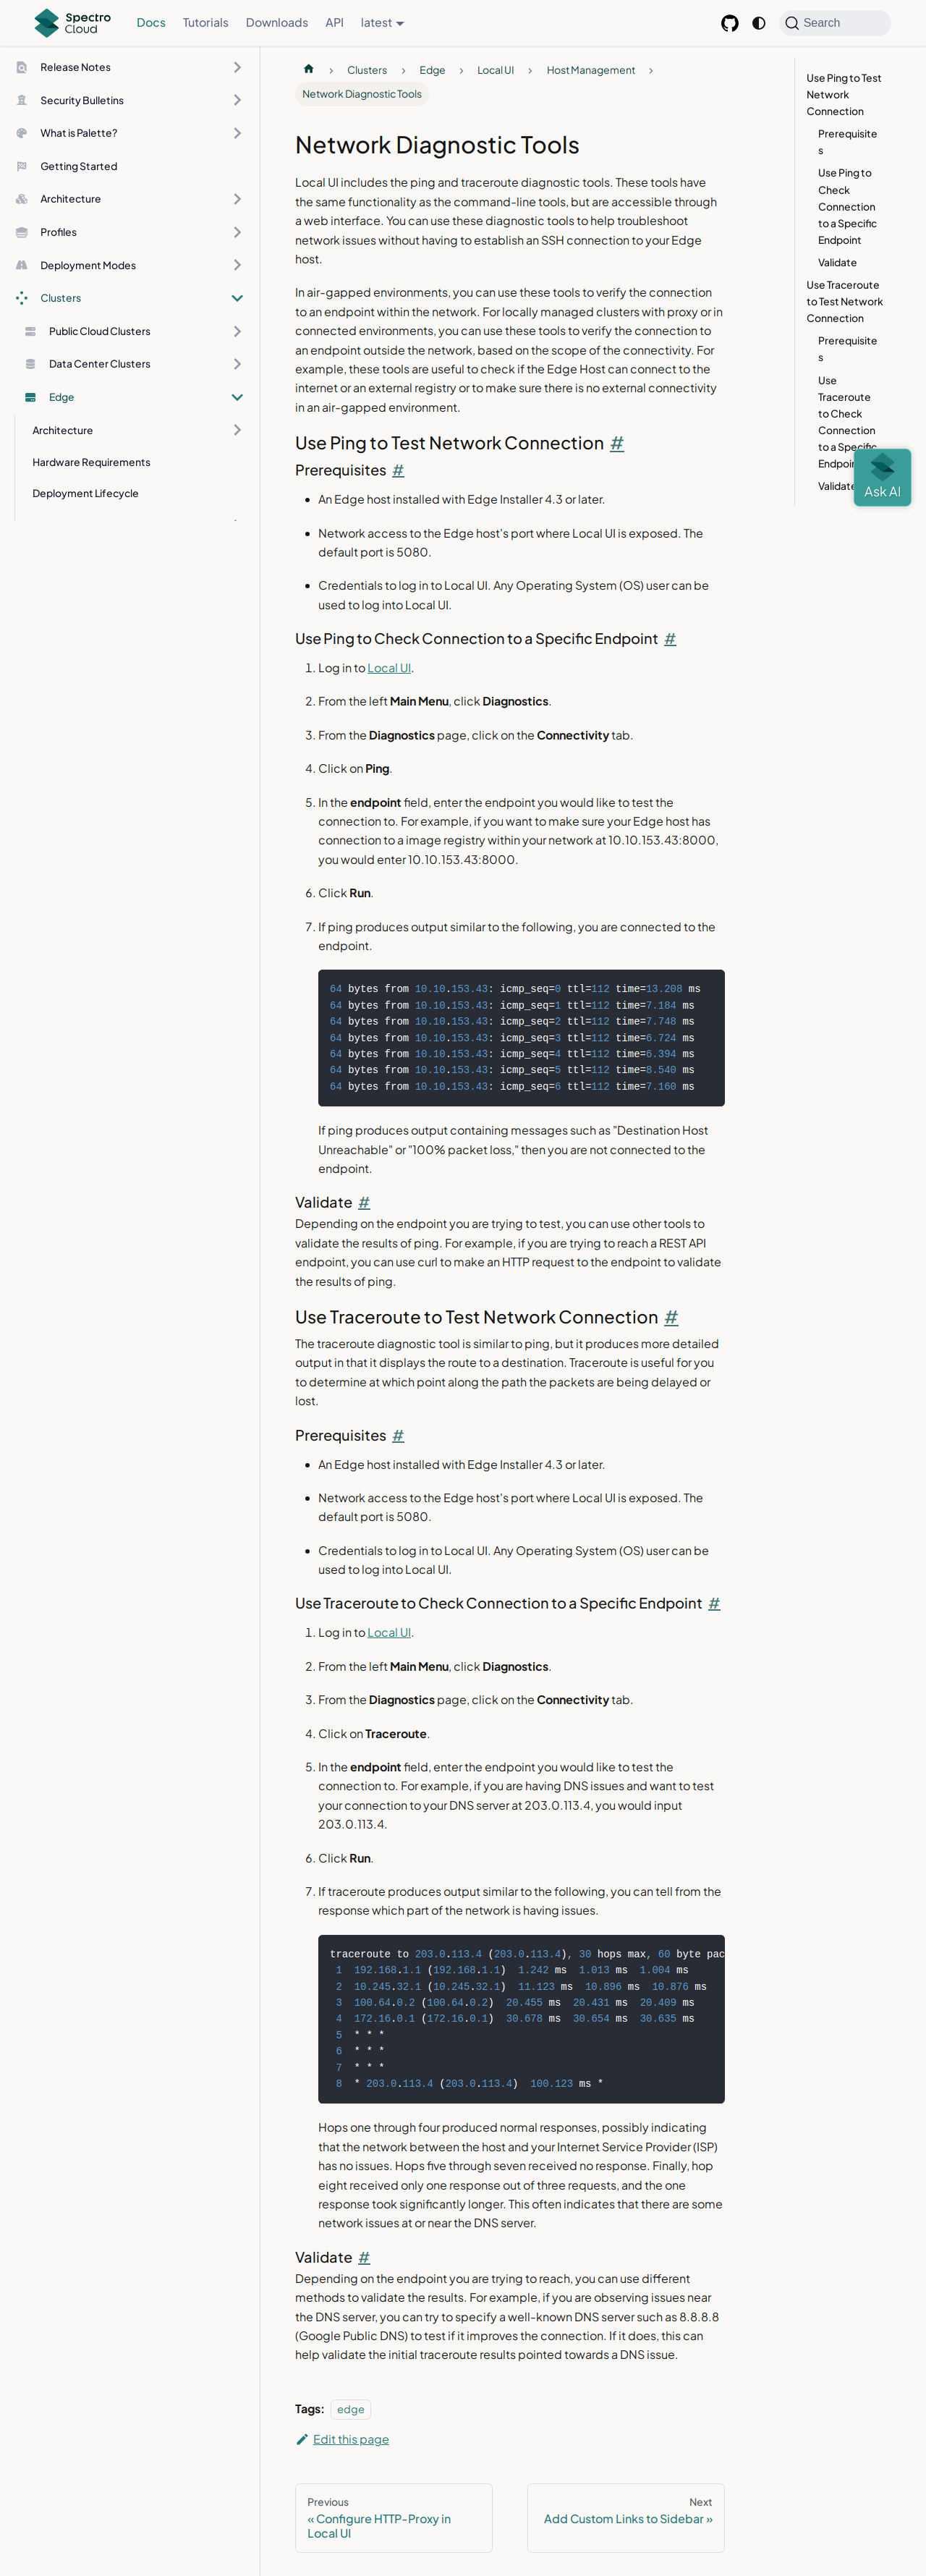 Spectro
Cloud
Docs
Tutorials
Downloads
API
latest
Search
Release Notes
Security Bulletins
What is Palette?
Getting Started
Architecture
Profiles
Deployment Modes
Clusters
Public Cloud Clusters
Data Center Clusters
Edge
Architecture
Hardware Requirements
Deployment Lifecycle
Clusters
Edge
Local UI
Host Management
Network Diagnostic Tools
Network Diagnostic Tools
Local UI includes the ping and traceroute diagnostic tools. These tools have
the same functionality as the command-line tools, but are accessible through
a web interface. You can use these diagnostic tools to help troubleshoot
network issues without having to establish an SSH connection to your Edge
host.
In air-gapped environments, you can use these tools to verify the connection
to an endpoint within the network. For locally managed clusters with proxy or in
connected environments, you can use these tools to verify the connection to
an endpoint outside the network, based on the scope of the connectivity. For
example, these tools are useful to check if the Edge Host can connect to the
internet or an external registry or to make sure there is no external connectivity
in an air-gapped environment.
Use Ping to Test Network Connection #
Prerequisites #
An Edge host installed with Edge Installer 4.3 or later.
Network access to the Edge host's port where Local UI is exposed. The
default port is 5080.
Credentials to log in to Local UI. Any Operating System (OS) user can be
used to log into Local UI.
Use Ping to Check Connection to a Specific Endpoint #
1. Log in to Local UI.
2. From the left Main Menu, click Diagnostics.
3. From the Diagnostics page, click on the Connectivity tab.
4. Click on Ping.
5. In the endpoint field, enter the endpoint you would like to test the
connection to. For example, if you want to make sure your Edge host has
connection to a image registry within your network at 10.10.153.43:8000,
you would enter 10.10.153.43:8000.
6. Click Run.
7. If ping produces output similar to the following, you are connected to the
endpoint.
64 bytes from 10.10.153.43: icmp_seq=0 ttl=112 time=13.208 ms
64 bytes from 10.10.153.43: icmp_seq=1 ttl=112 time=7.184 ms
64 bytes from 10.10.153.43: icmp_seq=2 ttl=112 time=7.748 ms
64 bytes from 10.10.153.43: icmp_seq=3 ttl=112 time=6.724 ms
64 bytes from 10.10.153.43: icmp_seq=4 ttl=112 time=6.394 ms
64 bytes from 10.10.153.43: icmp_seq=5 ttl=112 time=8.540 ms
64 bytes from 10.10.153.43: icmp_seq=6 ttl=112 time=7.160 ms
If ping produces output containing messages such as "Destination Host
Unreachable" or "100% packet loss," then you are not connected to the
endpoint.
Validate #
Depending on the endpoint you are trying to test, you can use other tools to
validate the results of ping. For example, if you are trying to reach a REST API
endpoint, you can use curl to make an HTTP request to the endpoint to validate
the results of ping.
Use Traceroute to Test Network Connection #
The traceroute diagnostic tool is similar to ping, but it produces more detailed
output in that it displays the route to a destination. Traceroute is useful for you
to determine at which point along the path the packets are being delayed or
lost.
Prerequisites #
An Edge host installed with Edge Installer 4.3 or later.
Network access to the Edge host's port where Local UI is exposed. The
default port is 5080.
Credentials to log in to Local UI. Any Operating System (OS) user can be
used to log into Local UI.
Use Traceroute to Check Connection to a Specific Endpoint #
1. Log in to Local UI.
2. From the left Main Menu, click Diagnostics.
3. From the Diagnostics page, click on the Connectivity tab.
4. Click on Traceroute.
5. In the endpoint field, enter the endpoint you would like to test the
connection to. For example, if you are having DNS issues and want to test
your connection to your DNS server at 203.0.113.4, you would input
203.0.113.4.
6. Click Run.
7. If traceroute produces output similar to the following, you can tell from the
response which part of the network is having issues.
traceroute to 203.0.113.4 (203.0.113.4), 30 hops max, 60 byte pac
1 192.168.1.1 (192.168.1.1) 1.242 ms 1.013 ms 1.004 ms
2 10.245.32.1 (10.245.32.1) 11.123 ms 10.896 ms 10.876 ms
3 100.64.0.2 (100.64.0.2) 20.455 ms 20.431 ms 20.409 ms
4 172.16.0.1 (172.16.0.1) 30.678 ms 30.654 ms 30.635 ms
5 * * *
6 * * *
7 * * *
8 * 203.0.113.4 (203.0.113.4) 100.123 ms *
Hops one through four produced normal responses, possibly indicating
that the network between the host and your Internet Service Provider (ISP)
has no issues. Hops five through seven received no response. Finally, hop
eight received only one response out of three requests, and the one
response took significantly longer. This often indicates that there are some
network issues at or near the DNS server.
Validate #
Depending on the endpoint you are trying to reach, you can use different
methods to validate the results. For example, if you are observing issues near
the DNS server, you can try to specify a well-known DNS server such as 8.8.8.8
(Google Public DNS) to test if it improves the connection. If it does, this can
help validate the initial traceroute results pointed towards a DNS issue.
Tags: edge
Edit this page
Previous
« Configure HTTP-Proxy in
Local UI
Next
Add Custom Links to Sidebar »
Use Ping to Test
Network
Connection
Prerequisite
s
Use Ping to
Check
Connection
to a Specific
Endpoint
Validate
Use Traceroute
to Test Network
Connection
Prerequisite
s
Use
Traceroute
to Check
Connection
to a Specific
Endpoin
Validate
Ask AI